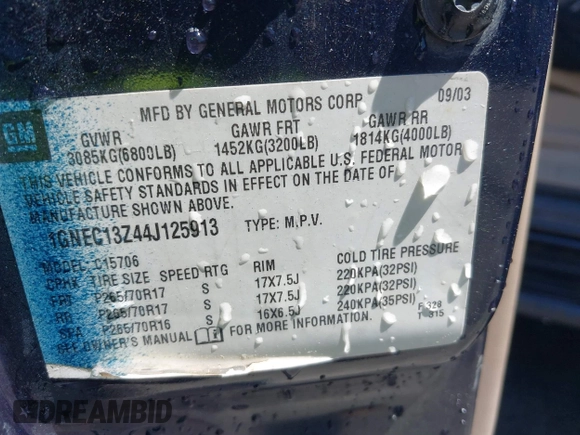 MFD BY GENERAL MOTORS CORP 09/03
GM
GVWR GAWR FRT GAWR RR
3085KG(6800LB) 1452KG(3200LB) 1814KG(4000LB)
THIS VEHICLE CONFORMS TO ALL APPLICABLE U.S. FEDERAL MOTOR
VEHICLE SAFETY STANDARDS IN EFFECT ON THE DATE OF
MANUFACTURE SHOWN ABOVE.
1GNEC13Z44J125913 TYPE: M.P.V.
MODEL: C15706
TIRE SIZE SPEED RTG RIM COLD TIRE PRESSURE
FRT P265/70R17 S 17X7.5J 220KPA(32PSI)
P265/70R17 S 17X7.5J 220KPA(32PSI)
SPA P265/70R16 S 16X6.5J 240KPA(35PSI)
SEE OWNER'S MANUAL FOR MORE INFORMATION.
F 328
T 315
DREAMBID